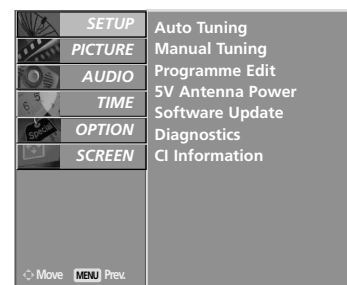 SETUP
PICTURE
AUDIO
TIME
OPTION
SCREEN
Auto Tuning
Manual Tuning
Programme Edit
5V Antenna Power
Software Update
Diagnostics
CI Information
Move MENU Prev.